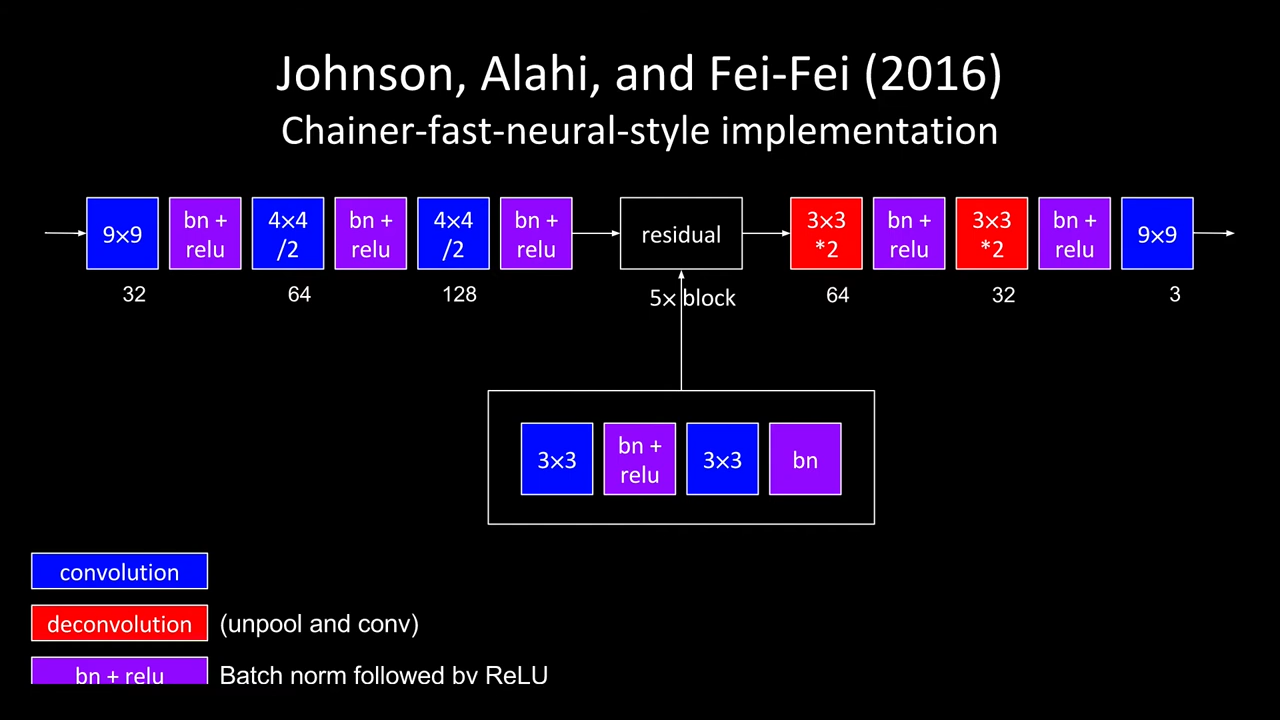 Johnson, Alahi, and Fei-Fei (2016)
Chainer-fast-neural-style implementation
9×9
bn +
relu
4×4
/2
bn +
relu
4×4
/2
bn +
relu
residual
3×3
*2
bn +
relu
3×3
*2
bn +
relu
9×9
32
64
128
5× block
64
32
3
3×3
bn +
relu
3×3
bn
convolution
deconvolution (unpool and conv)
bn + relu Batch norm followed by ReLU